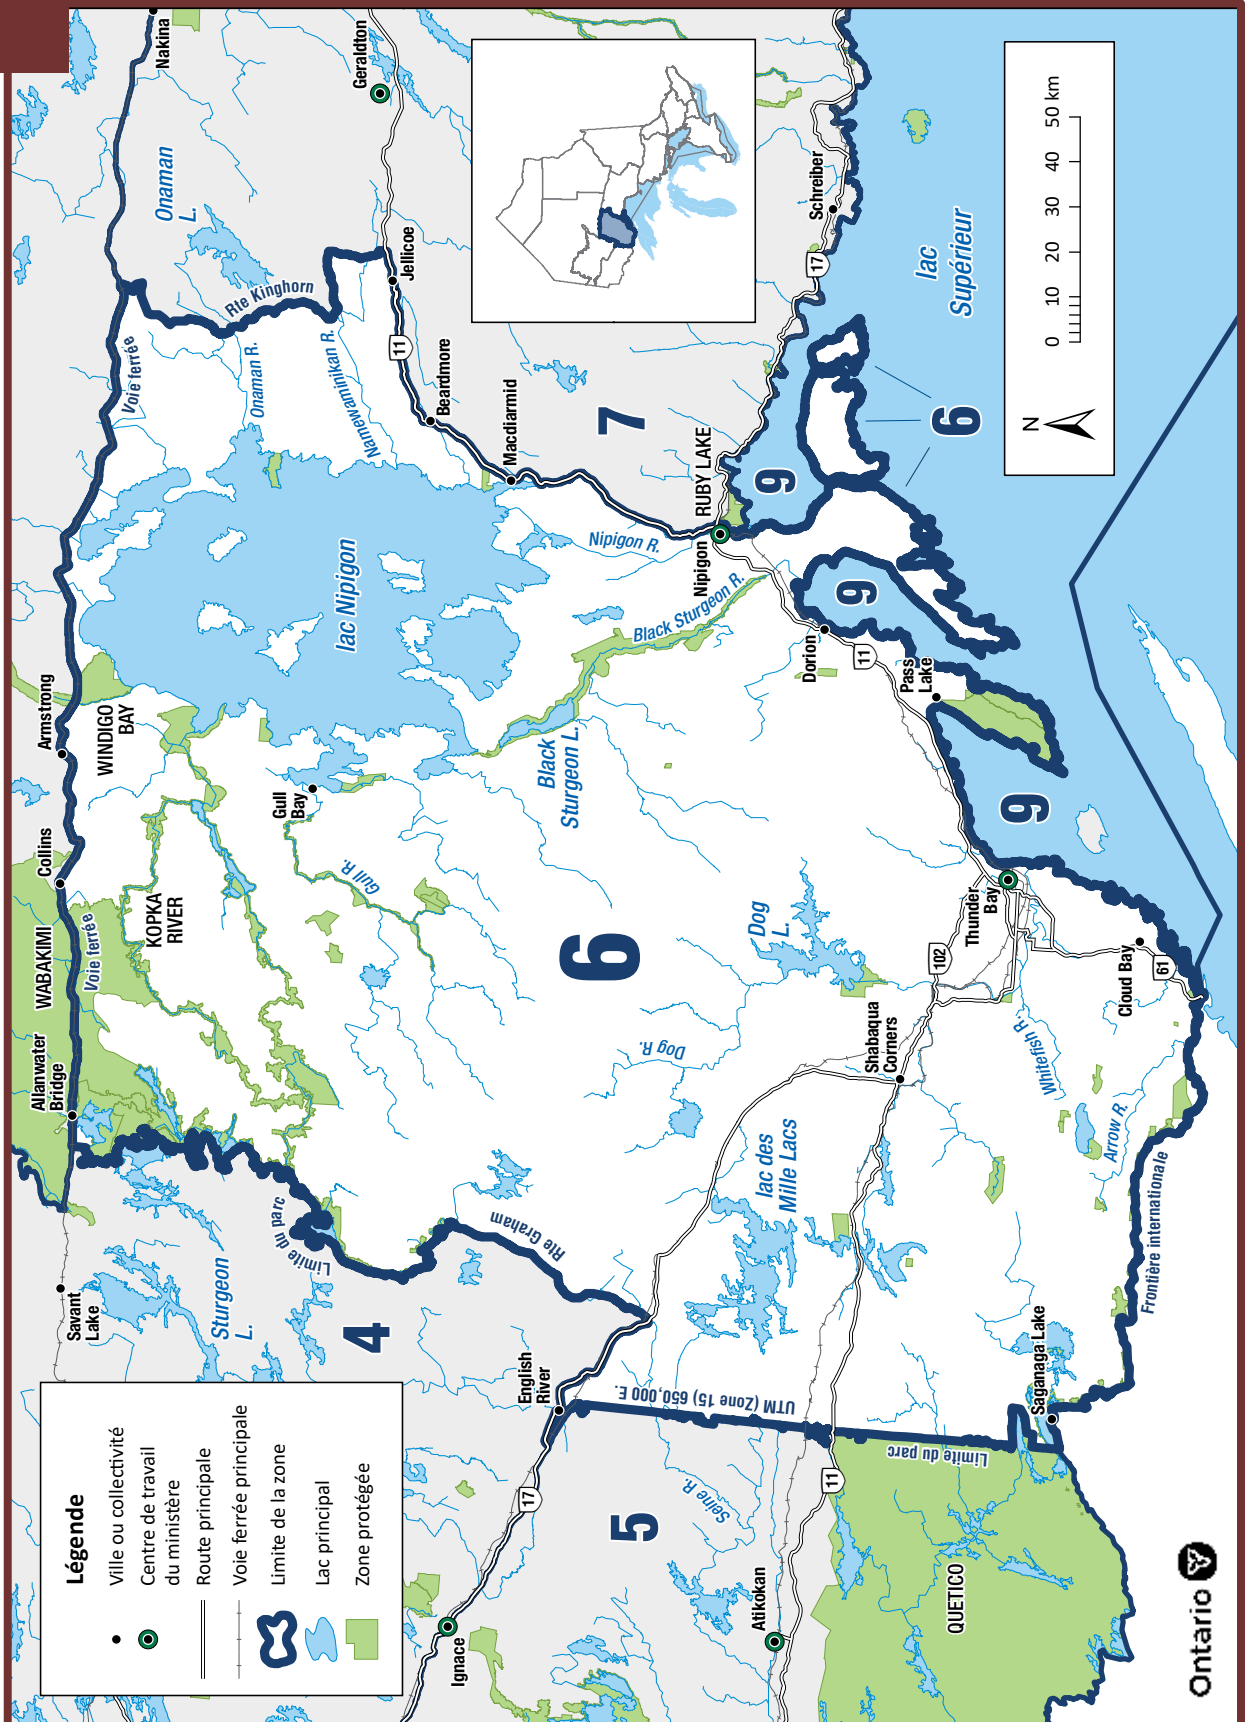 Légende
Ville ou collectivité
Centre de travail
du ministère
Route principale
Voie ferrée principale
Limite de la zone
Lac principal
Zone protégée
Savant
Lake
Allanwater
Bridge
WABAKIMI
Collins
Armstrong
Voie ferrée
Voie ferrée
Nakina
WINDIGO
BAY
KOPKA
RIVER
Onaman
L.
Rte Kinghorn
Onaman R.
Namewaminikan R.
Geraldton
Jellicoe
11
Beardmore
Macdiarmid
Sturgeon
L.
Limite du parc
4
Gull
Bay
Gull R.
lac Nipigon
Rte Graham
English
River
17
Ignace
6
Black
Sturgeon L.
Black Sturgeon R.
Nipigon R.
7
RUBY LAKE
Nipigon
5
Seine R.
UTM (Zone 15) 650,000 E.
Atikokan
11
lac des
Mille Lacs
Dog R.
Dog
L.
Shabaqua
Corners
102
Thunder
Bay
Dorion
11
Pass
Lake
9
9
9
6
17
Schreiber
lac
Supérieur
QUETICO
Limite du parc
Saganaga Lake
Whitefish R.
Arrow R.
Cloud Bay
61
Frontière internationale
N
0 10 20 30 40 50 km
Ontario